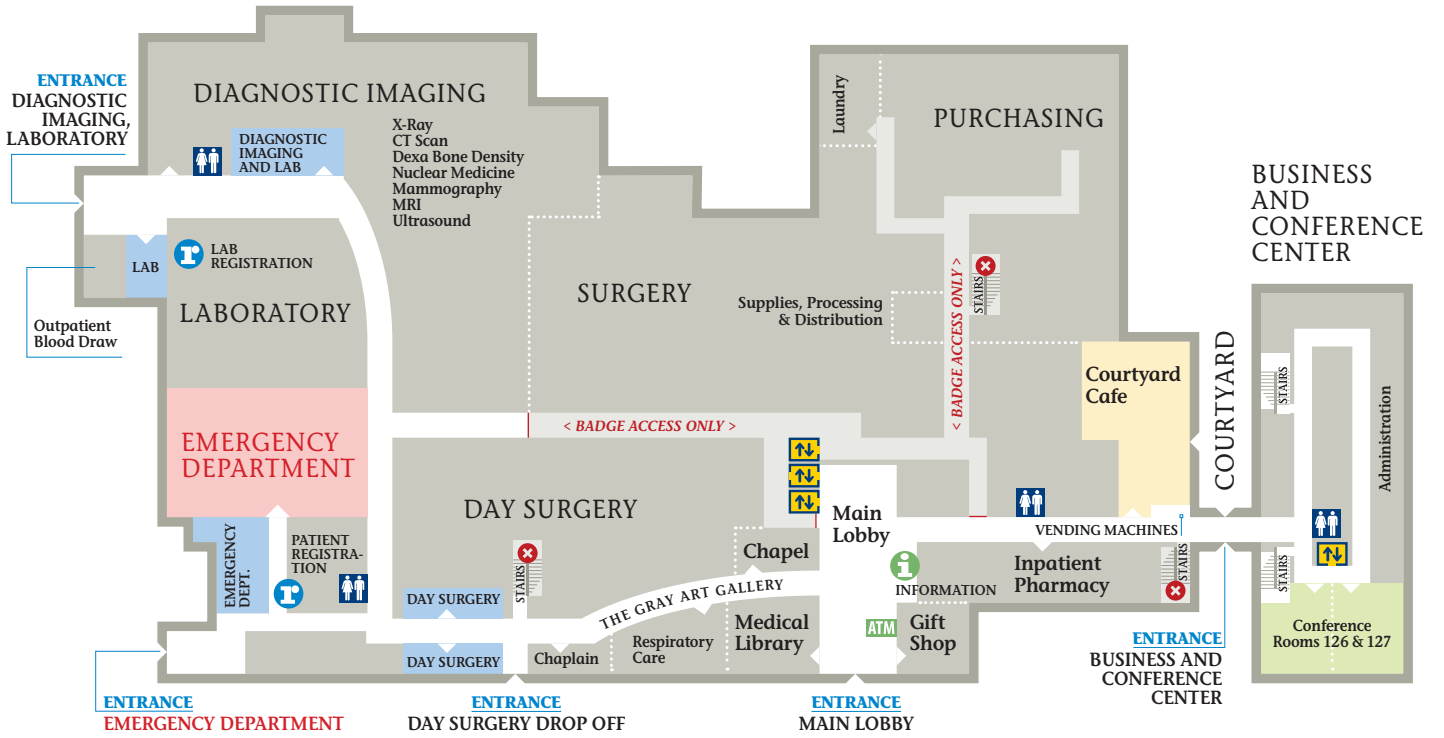 ENTRANCE
DIAGNOSTIC
IMAGING,
LABORATORY
DIAGNOSTIC IMAGING
DIAGNOSTIC
IMAGING
AND LAB
X-Ray
CT Scan
Dexa Bone Density
Nuclear Medicine
Mammography
MRI
Ultrasound
Laundry
PURCHASING
BUSINESS
AND
CONFERENCE
CENTER
LAB
r
LAB
REGISTRATION
LABORATORY
Outpatient
Blood Draw
SURGERY
Supplies, Processing
& Distribution
< BADGE ACCESS ONLY >
STAIRS
Courtyard
Cafe
COURTYARD
STAIRS
Administration
EMERGENCY
DEPARTMENT
< BADGE ACCESS ONLY >
DAY SURGERY
Main
Lobby
VENDING MACHINES
EMERGENCY
DEPT.
PATIENT
REGISTRA-
TION
r
STAIRS
Chapel
i
INFORMATION
Inpatient
Pharmacy
STAIRS
STAIRS
DAY SURGERY
THE GRAY ART GALLERY
DAY SURGERY
Chaplain
Respiratory
Care
Medical
Library
ATM
Gift
Shop
Conference
Rooms 126 & 127
ENTRANCE
BUSINESS AND
CONFERENCE
CENTER
ENTRANCE
EMERGENCY DEPARTMENT
ENTRANCE
DAY SURGERY DROP OFF
ENTRANCE
MAIN LOBBY